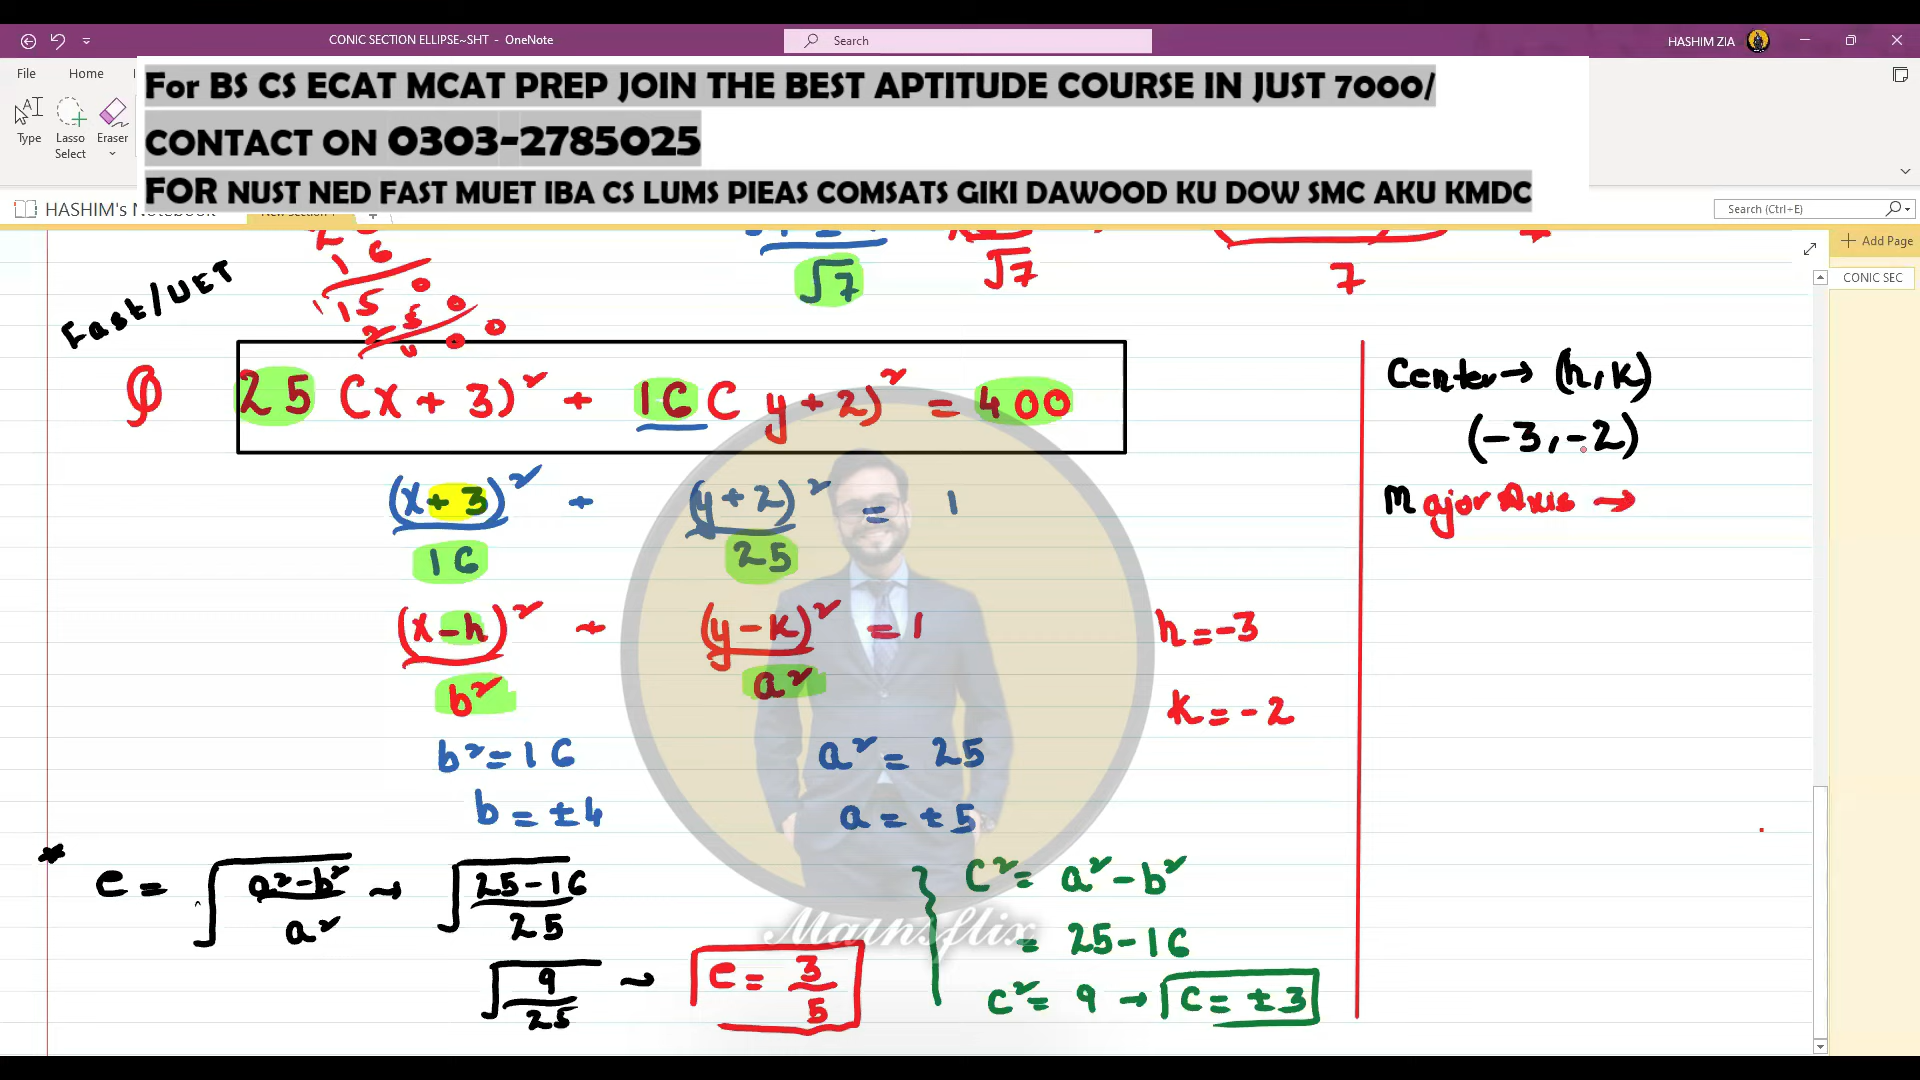 CONIC SECTION ELLIPSE~SHT - OneNote
Search
HASHIM ZIA
File
Home
For BS CS ECAT MCAT PREP JOIN THE BEST APTITUDE COURSE IN JUST 7000/
CONTACT ON 0303-2785025
FOR NUST NED FAST MUET IBA CS LUMS PIEAS COMSATS GIKI DAWOOD KU DOW SMC AKU KMDC
Type
Lasso Select
Eraser
HASHIM's Notebook
Search (Ctrl+E)
Add Page
CONIC SEC
√7
√7
7
Fast/UET
Q 25 (x + 3)² + 16 (y + 2)² = 400
(x + 3)²/16 + (y + 2)²/25 = 1
(x - h)²/b² + (y - k)²/a² = 1
h = -3
k = -2
b² = 16
a² = 25
b = ±4
a = ±5
e = √(a² - b²)/a² → √(25 - 16)/25
√9/25 → e = 3/5
c² = a² - b²
= 25 - 16
c² = 9 → c = ±3
Center → (h, k)
(-3, -2)
Major Axis →
Mathsflix